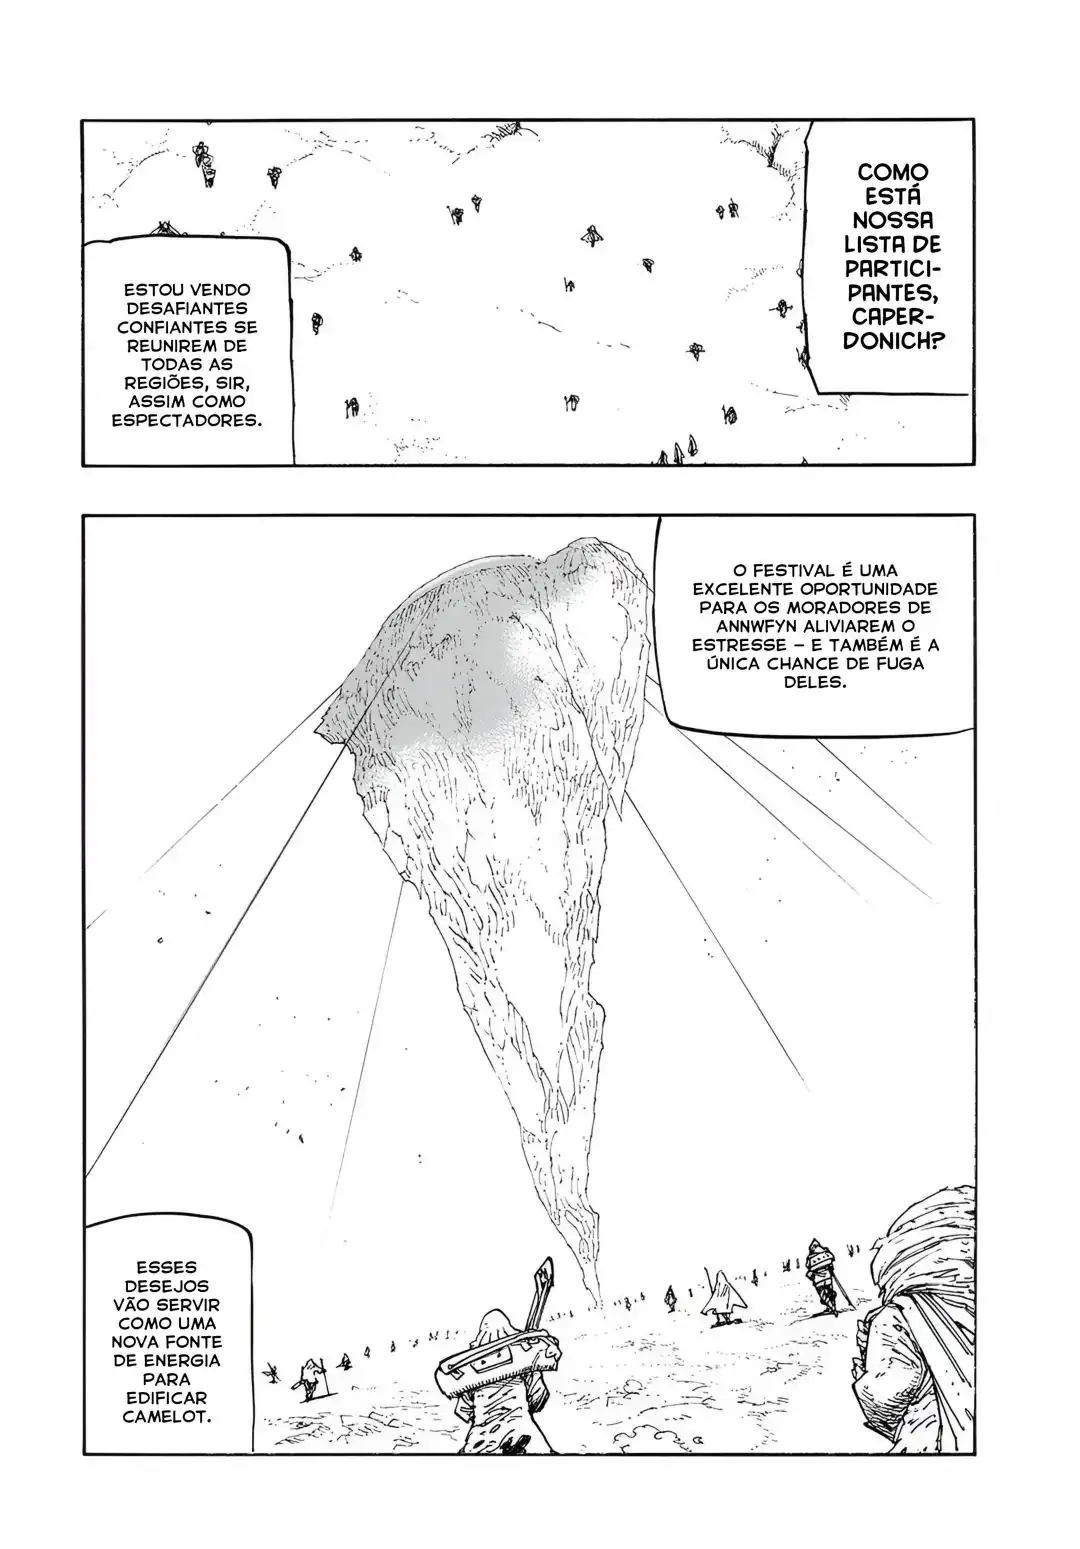 COMO
ESTÁ
NOSSA
LISTA DE
PARTICI-
PANTES,
CAPER-
DONICH?
ESTOU VENDO
DESAFIANTES
CONFIANTES SE
REUNIREM DE
TODAS AS
REGIÕES, SIR,
ASSIM COMO
ESPECTADORES.
O FESTIVAL É UMA
EXCELENTE OPORTUNIDADE
PARA OS MORADORES DE
ANNWFYN ALIVIAREM O
ESTRESSE – E TAMBÉM É A
ÚNICA CHANCE DE FUGA
DELES.
ESSES
DESEJOS
VÃO SERVIR
COMO UMA
NOVA FONTE
DE ENERGIA
PARA
EDIFICAR
CAMELOT.